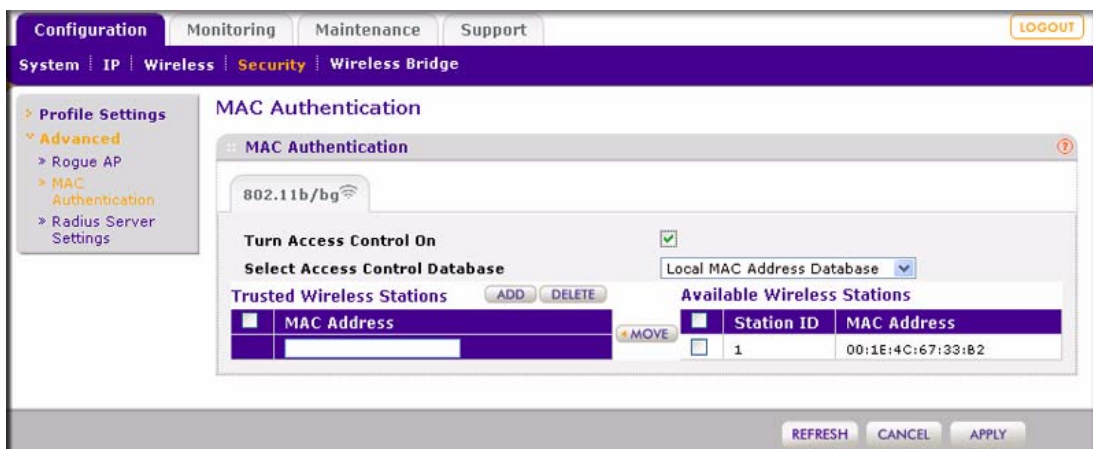 Configuration Monitoring Maintenance Support LOGOUT
System IP Wireless Security Wireless Bridge
Profile Settings
Advanced
Rogue AP
MAC
Authentication
Radius Server
Settings
MAC Authentication
MAC Authentication ?
802.11b/bg
Turn Access Control On
Select Access Control Database Local MAC Address Database
Trusted Wireless Stations ADD DELETE
MAC Address
MOVE
Available Wireless Stations
Station ID MAC Address
1 00:1E:4C:67:33:B2
REFRESH CANCEL APPLY